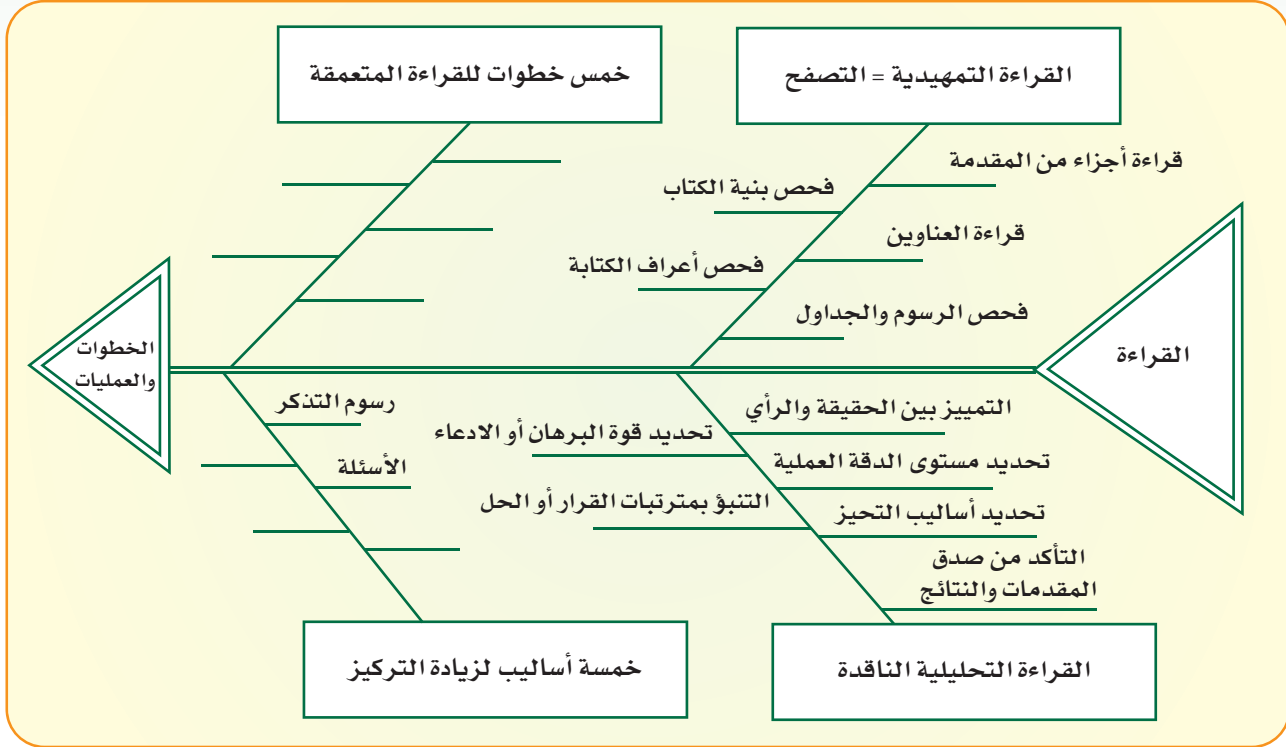 القراءة التمهيدية = التصفح
خمس خطوات للقراءة المتعمقة
قراءة أجزاء من المقدمة
فحص بنية الكتاب
قراءة العناوين
فحص أعراف الكتابة
فحص الرسوم والجداول
القراءة
الخطوات
والعمليات
التمييز بين الحقيقة والرأي
تحديد قوة البرهان أو الادعاء
تحديد مستوى الدقة العملية
التنبؤ بمترتبات القرار أو الحل
تحديد أساليب التحيز
التأكد من صدق
المقدمات والنتائج
رسوم التذكر
الأسئلة
القراءة التحليلية الناقدة
خمسة أساليب لزيادة التركيز